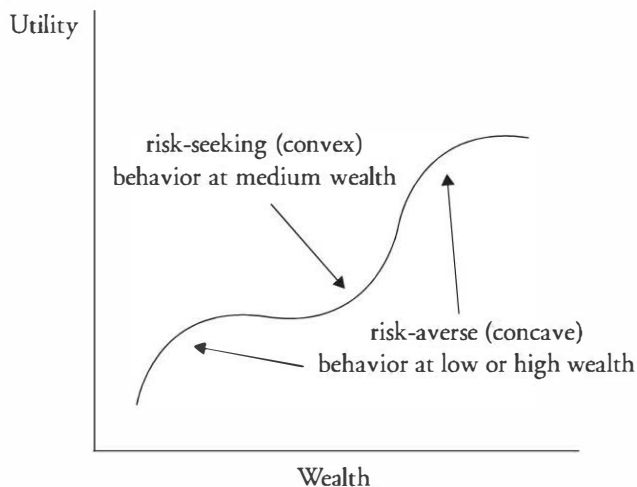 Utility
risk-seeking (convex)
behavior at medium wealth
risk-averse (concave)
behavior at low or high wealth
Wealth